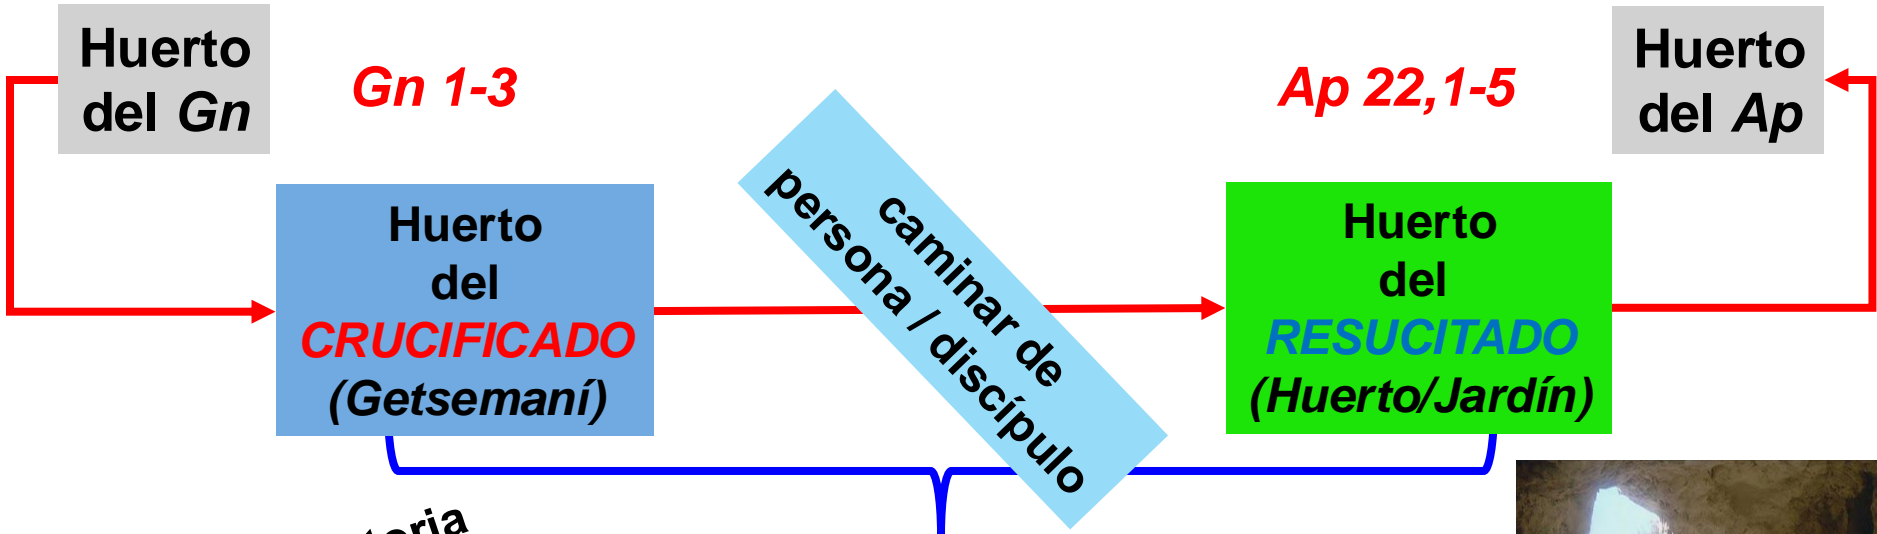 Huerto
del Gn
Gn 1-3
Ap 22,1-5
Huerto
del Ap
Huerto
del
CRUCIFICADO
(Getsemaní)
caminar de
persona / discípulo
Huerto
del
RESUCITADO
(Huerto/Jardín)